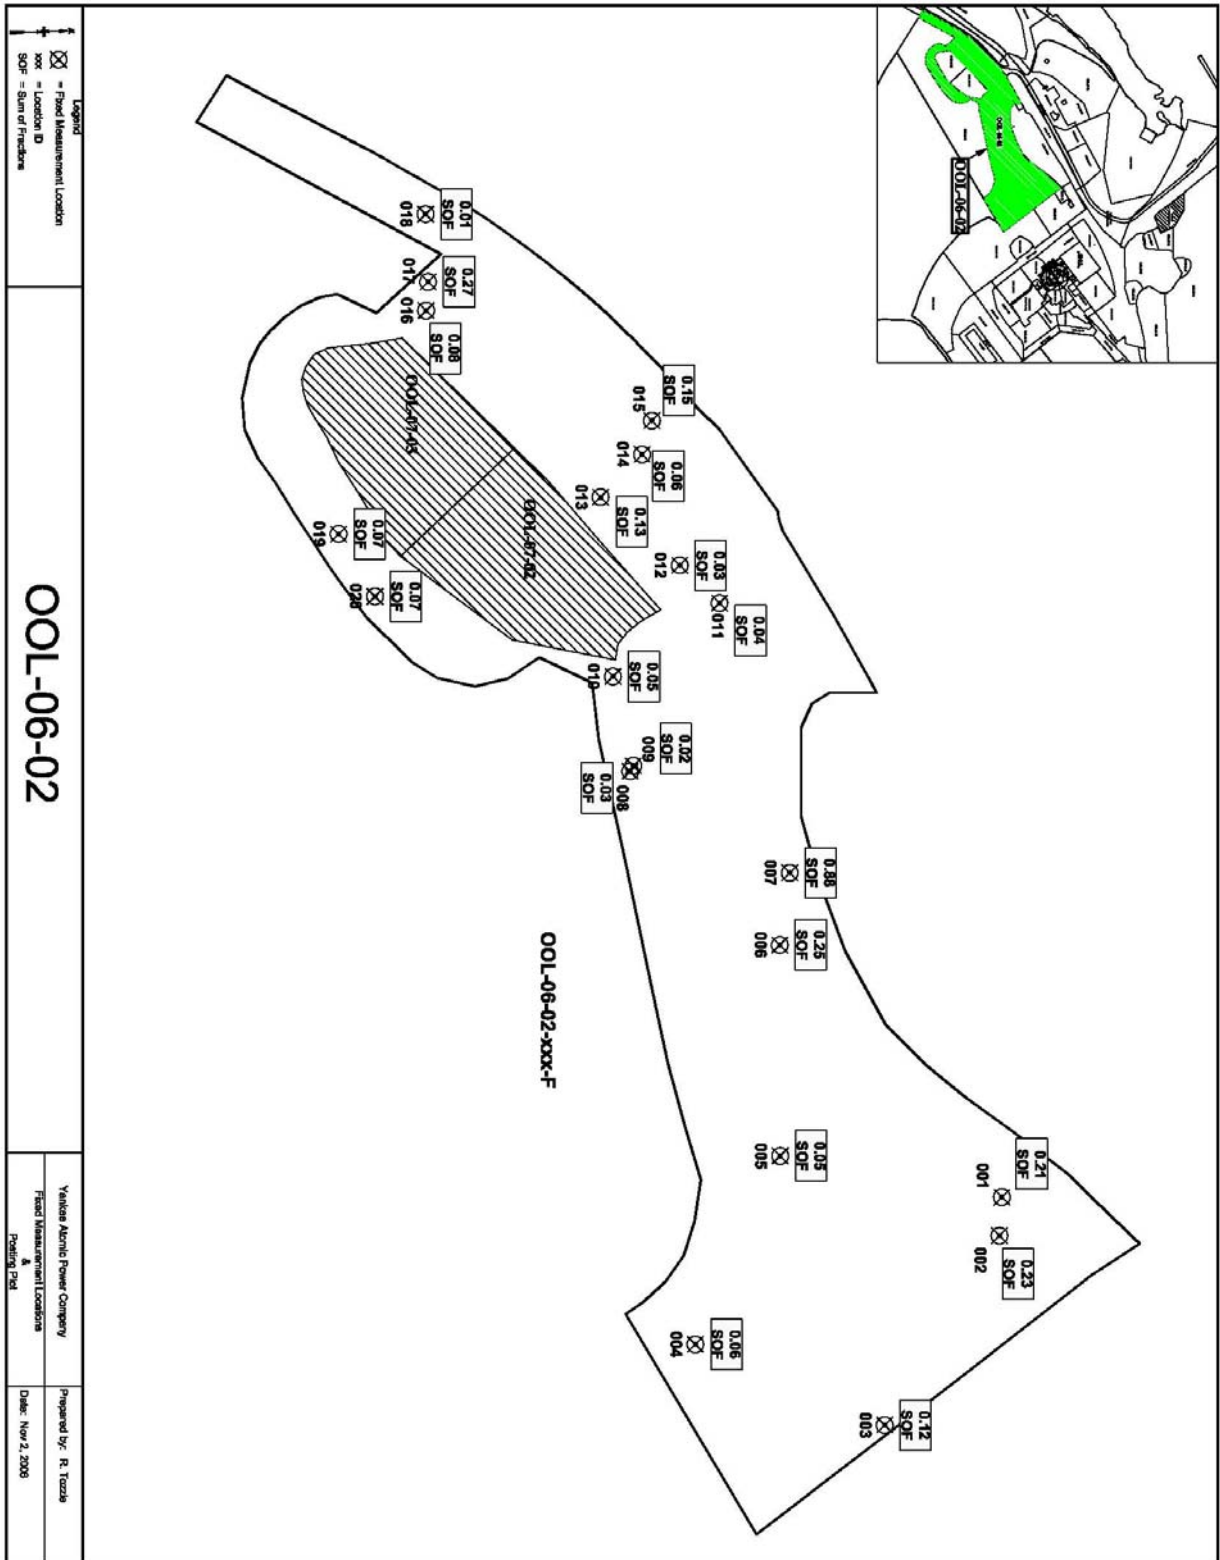 OOL-06-02
0.21
SOF
001
002
0.23
SOF
0.12
SOF
003
0.06
SOF
004
0.05
SOF
005
0.25
SOF
006
0.88
SOF
007
0.02
SOF
009
008
0.03
SOF
0.05
SOF
010
0.04
SOF
011
0.03
SOF
012
0.13
SOF
013
0.06
SOF
014
0.15
SOF
015
0.08
SOF
016
0.27
SOF
017
0.01
SOF
018
0.07
SOF
019
0.07
SOF
020
OOL-07-03
OOL-07-02
OOL-06-02-xxx-F
Legend
= Fixed Measurement Location
xxx = Location ID
SOF = Sum of Fractions
OOL-06-02
Yankee Atomic Power Company
Fixed Measurement Locations
&
Posting Plot
Prepared by: R. Tozzie
Date: Nov 2, 2006